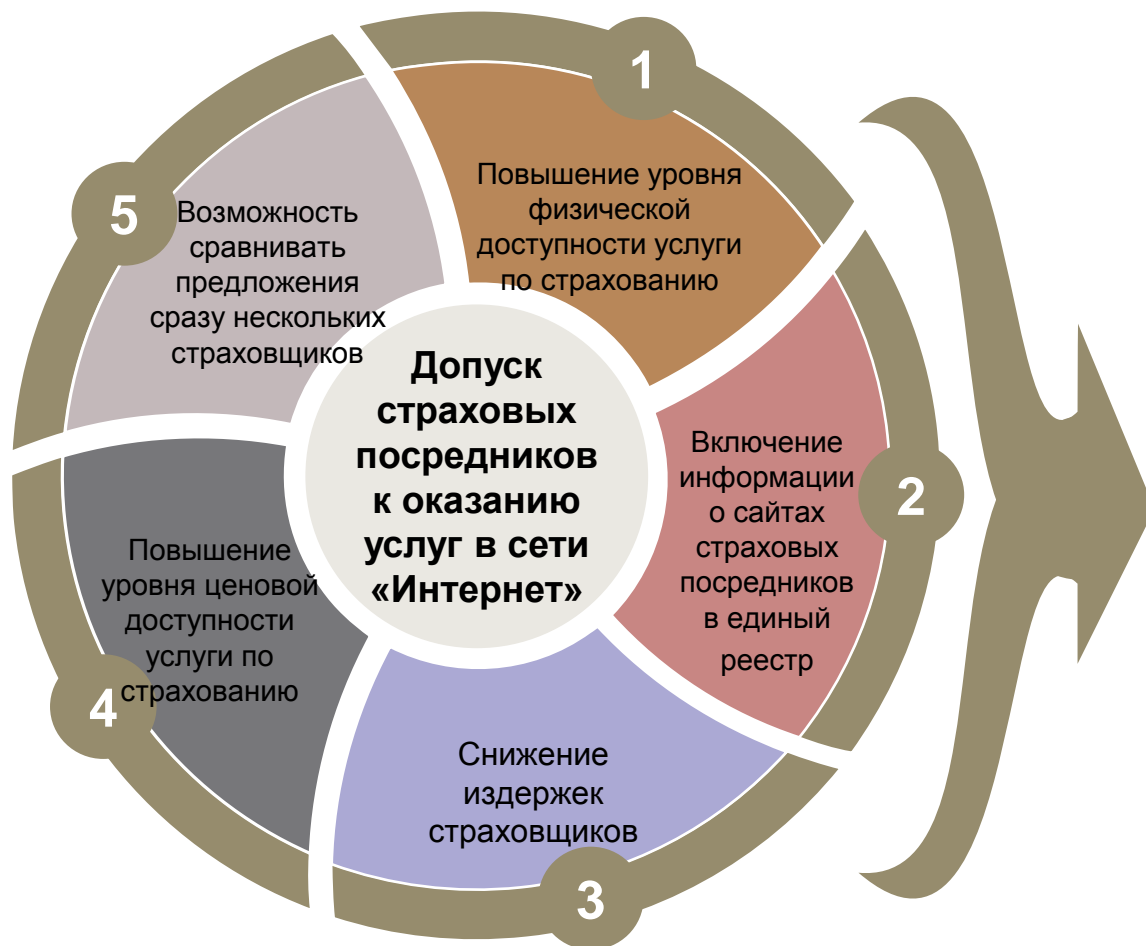 1
Повышение уровня
физической
доступности услуги
по страхованию
2
Включение
информации
о сайтах
страховых
посредников
в единый
реестр
3
Снижение
издержек
страховщиков
4
Повышение
уровня ценовой
доступности
услуги по
страхованию
5
Возможность
сравнивать
предложения
сразу нескольких
страховщиков
Допуск
страховых
посредников
к оказанию
услуг в сети
«Интернет»